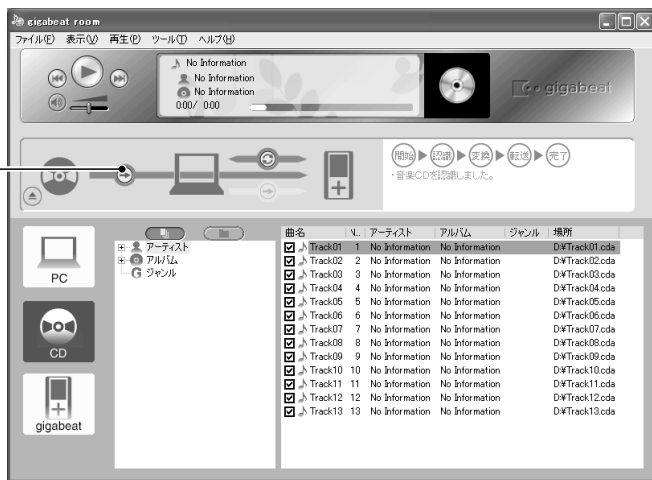 gigabeat room
ファイル(F) 表示(V) 再生(P) ツール(T) ヘルプ(H)
No Information
No Information
No Information
0:00/ 0:00
gigabeat
開始 認識 変換 転送 完了
・音楽CDを認識しました。
PC
CD
gigabeat
アーティスト
アルバム
G ジャンル
曲名 N... アーティスト アルバム ジャンル 場所
Track01 1 No Information No Information D:¥Track01.cda
Track02 2 No Information No Information D:¥Track02.cda
Track03 3 No Information No Information D:¥Track03.cda
Track04 4 No Information No Information D:¥Track04.cda
Track05 5 No Information No Information D:¥Track05.cda
Track06 6 No Information No Information D:¥Track06.cda
Track07 7 No Information No Information D:¥Track07.cda
Track08 8 No Information No Information D:¥Track08.cda
Track09 9 No Information No Information D:¥Track09.cda
Track10 10 No Information No Information D:¥Track10.cda
Track11 11 No Information No Information D:¥Track11.cda
Track12 12 No Information No Information D:¥Track12.cda
Track13 13 No Information No Information D:¥Track13.cda